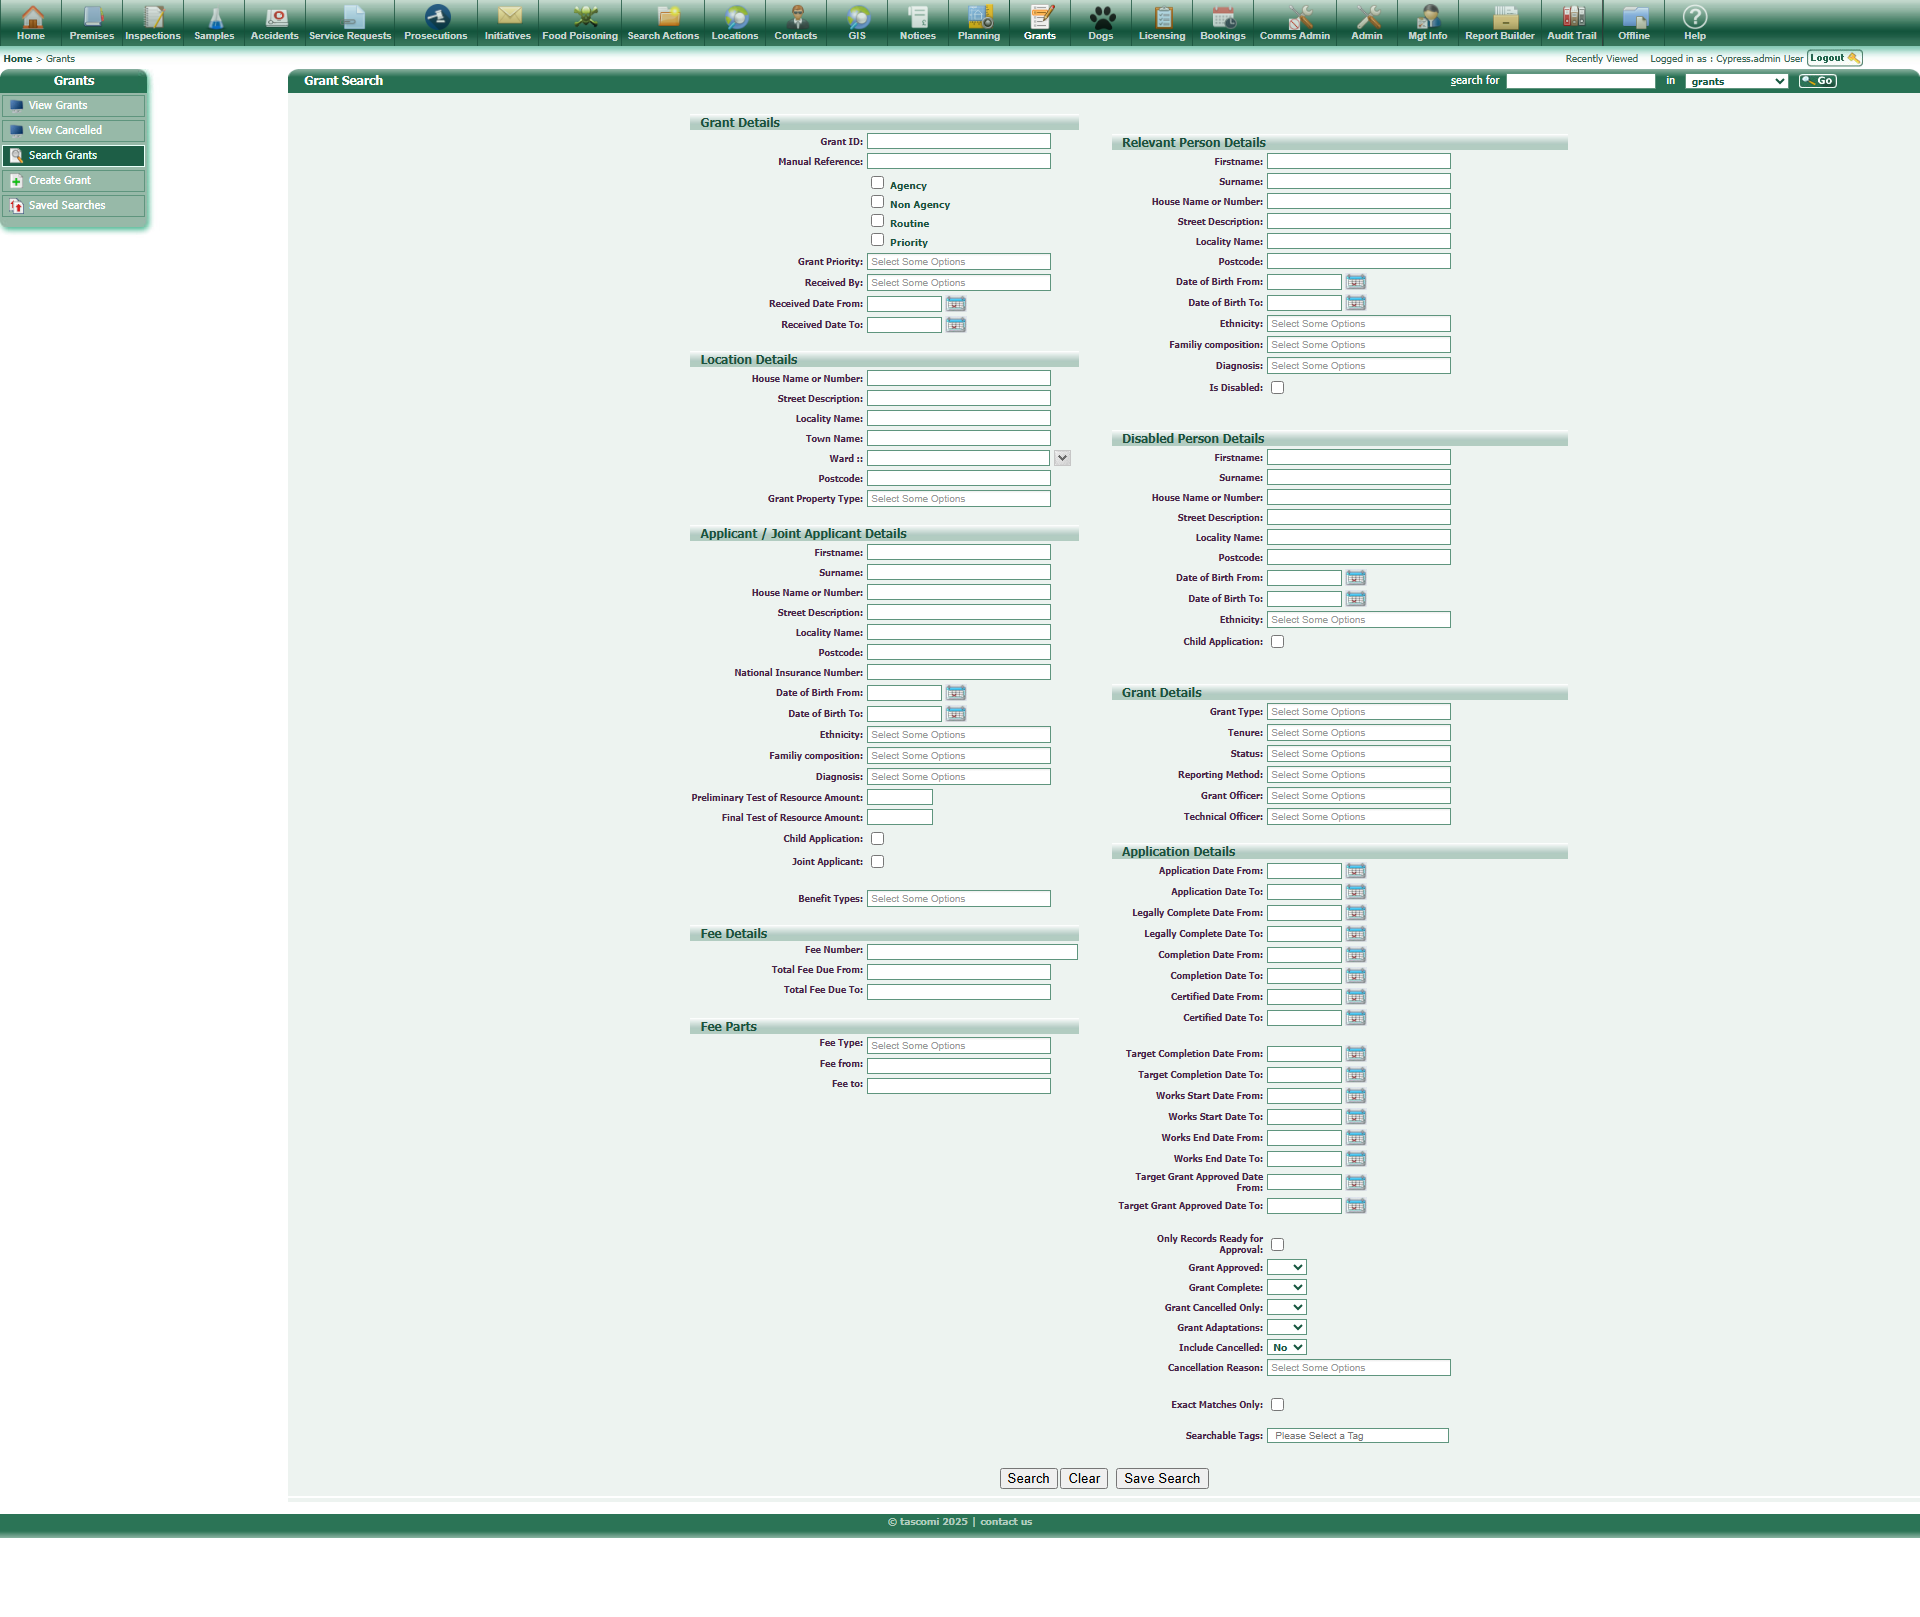 Home Premises Inspections Samples Accidents Service Requests Prosecutions Initiatives Food Poisoning Search Actions Locations Contacts GIS Notices Planning Grants Dogs Licensing Bookings Comms Admin Admin Mgt Info Report Builder Audit Trail Offline Help
Home > Grants
Recently Viewed Logged in as : Cypress.admin User Logout
Grants
View Grants
View Cancelled
Search Grants
Create Grant
Saved Searches
Grant Search
search for in grants Go
Grant Details
Grant ID:
Manual Reference:
Agency
Non Agency
Routine
Priority
Grant Priority: Select Some Options
Received By: Select Some Options
Received Date From:
Received Date To:
Location Details
House Name or Number:
Street Description:
Locality Name:
Town Name:
Ward ::
Postcode:
Grant Property Type: Select Some Options
Applicant / Joint Applicant Details
Firstname:
Surname:
House Name or Number:
Street Description:
Locality Name:
Postcode:
National Insurance Number:
Date of Birth From:
Date of Birth To:
Ethnicity: Select Some Options
Familiy composition: Select Some Options
Diagnosis: Select Some Options
Preliminary Test of Resource Amount:
Final Test of Resource Amount:
Child Application:
Joint Applicant:
Benefit Types: Select Some Options
Fee Details
Fee Number:
Total Fee Due From:
Total Fee Due To:
Fee Parts
Fee Type: Select Some Options
Fee from:
Fee to:
Relevant Person Details
Firstname:
Surname:
House Name or Number:
Street Description:
Locality Name:
Postcode:
Date of Birth From:
Date of Birth To:
Ethnicity: Select Some Options
Familiy composition: Select Some Options
Diagnosis: Select Some Options
Is Disabled:
Disabled Person Details
Firstname:
Surname:
House Name or Number:
Street Description:
Locality Name:
Postcode:
Date of Birth From:
Date of Birth To:
Ethnicity: Select Some Options
Child Application:
Grant Details
Grant Type: Select Some Options
Tenure: Select Some Options
Status: Select Some Options
Reporting Method: Select Some Options
Grant Officer: Select Some Options
Technical Officer: Select Some Options
Application Details
Application Date From:
Application Date To:
Legally Complete Date From:
Legally Complete Date To:
Completion Date From:
Completion Date To:
Certified Date From:
Certified Date To:
Target Completion Date From:
Target Completion Date To:
Works Start Date From:
Works Start Date To:
Works End Date From:
Works End Date To:
Target Grant Approved Date
From:
Target Grant Approved Date To:
Only Records Ready for
Approval:
Grant Approved:
Grant Complete:
Grant Cancelled Only:
Grant Adaptations:
Include Cancelled: No
Cancellation Reason: Select Some Options
Exact Matches Only:
Searchable Tags: Please Select a Tag
Search Clear Save Search
© tascomi 2025 | contact us